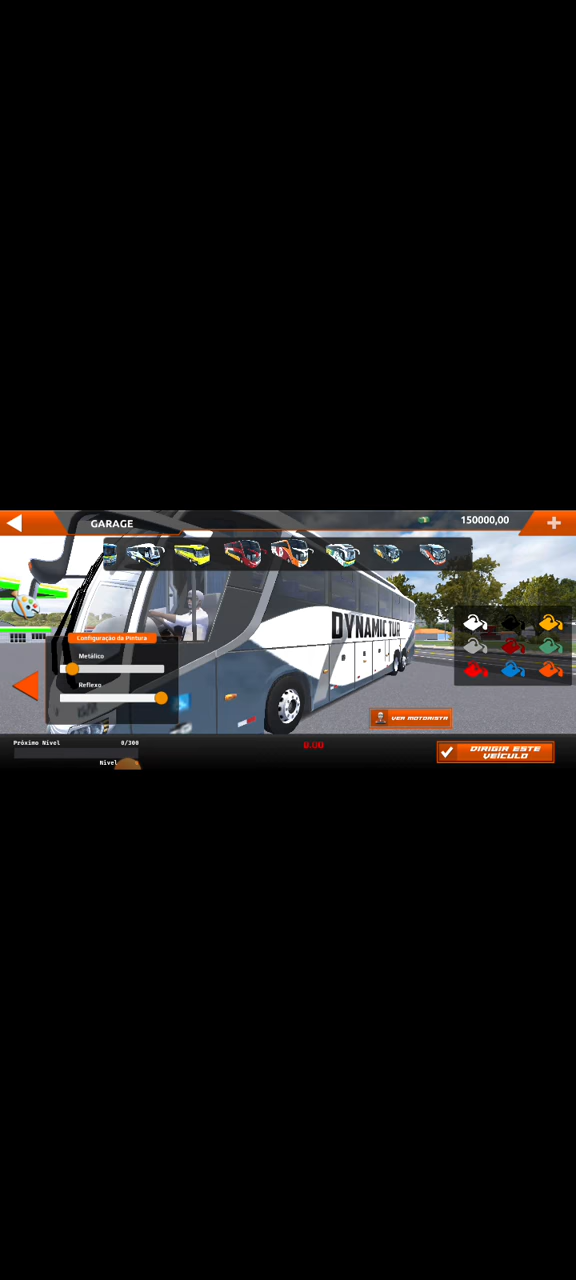 GARAGE
150000,00
DYNAMIC TUR
Configuração da Pintura
Metálico
Reflexo
VER MOTORISTA
Próximo Nível
0/300
Nível
0.00
DIRIGIR ESTE
VEÍCULO